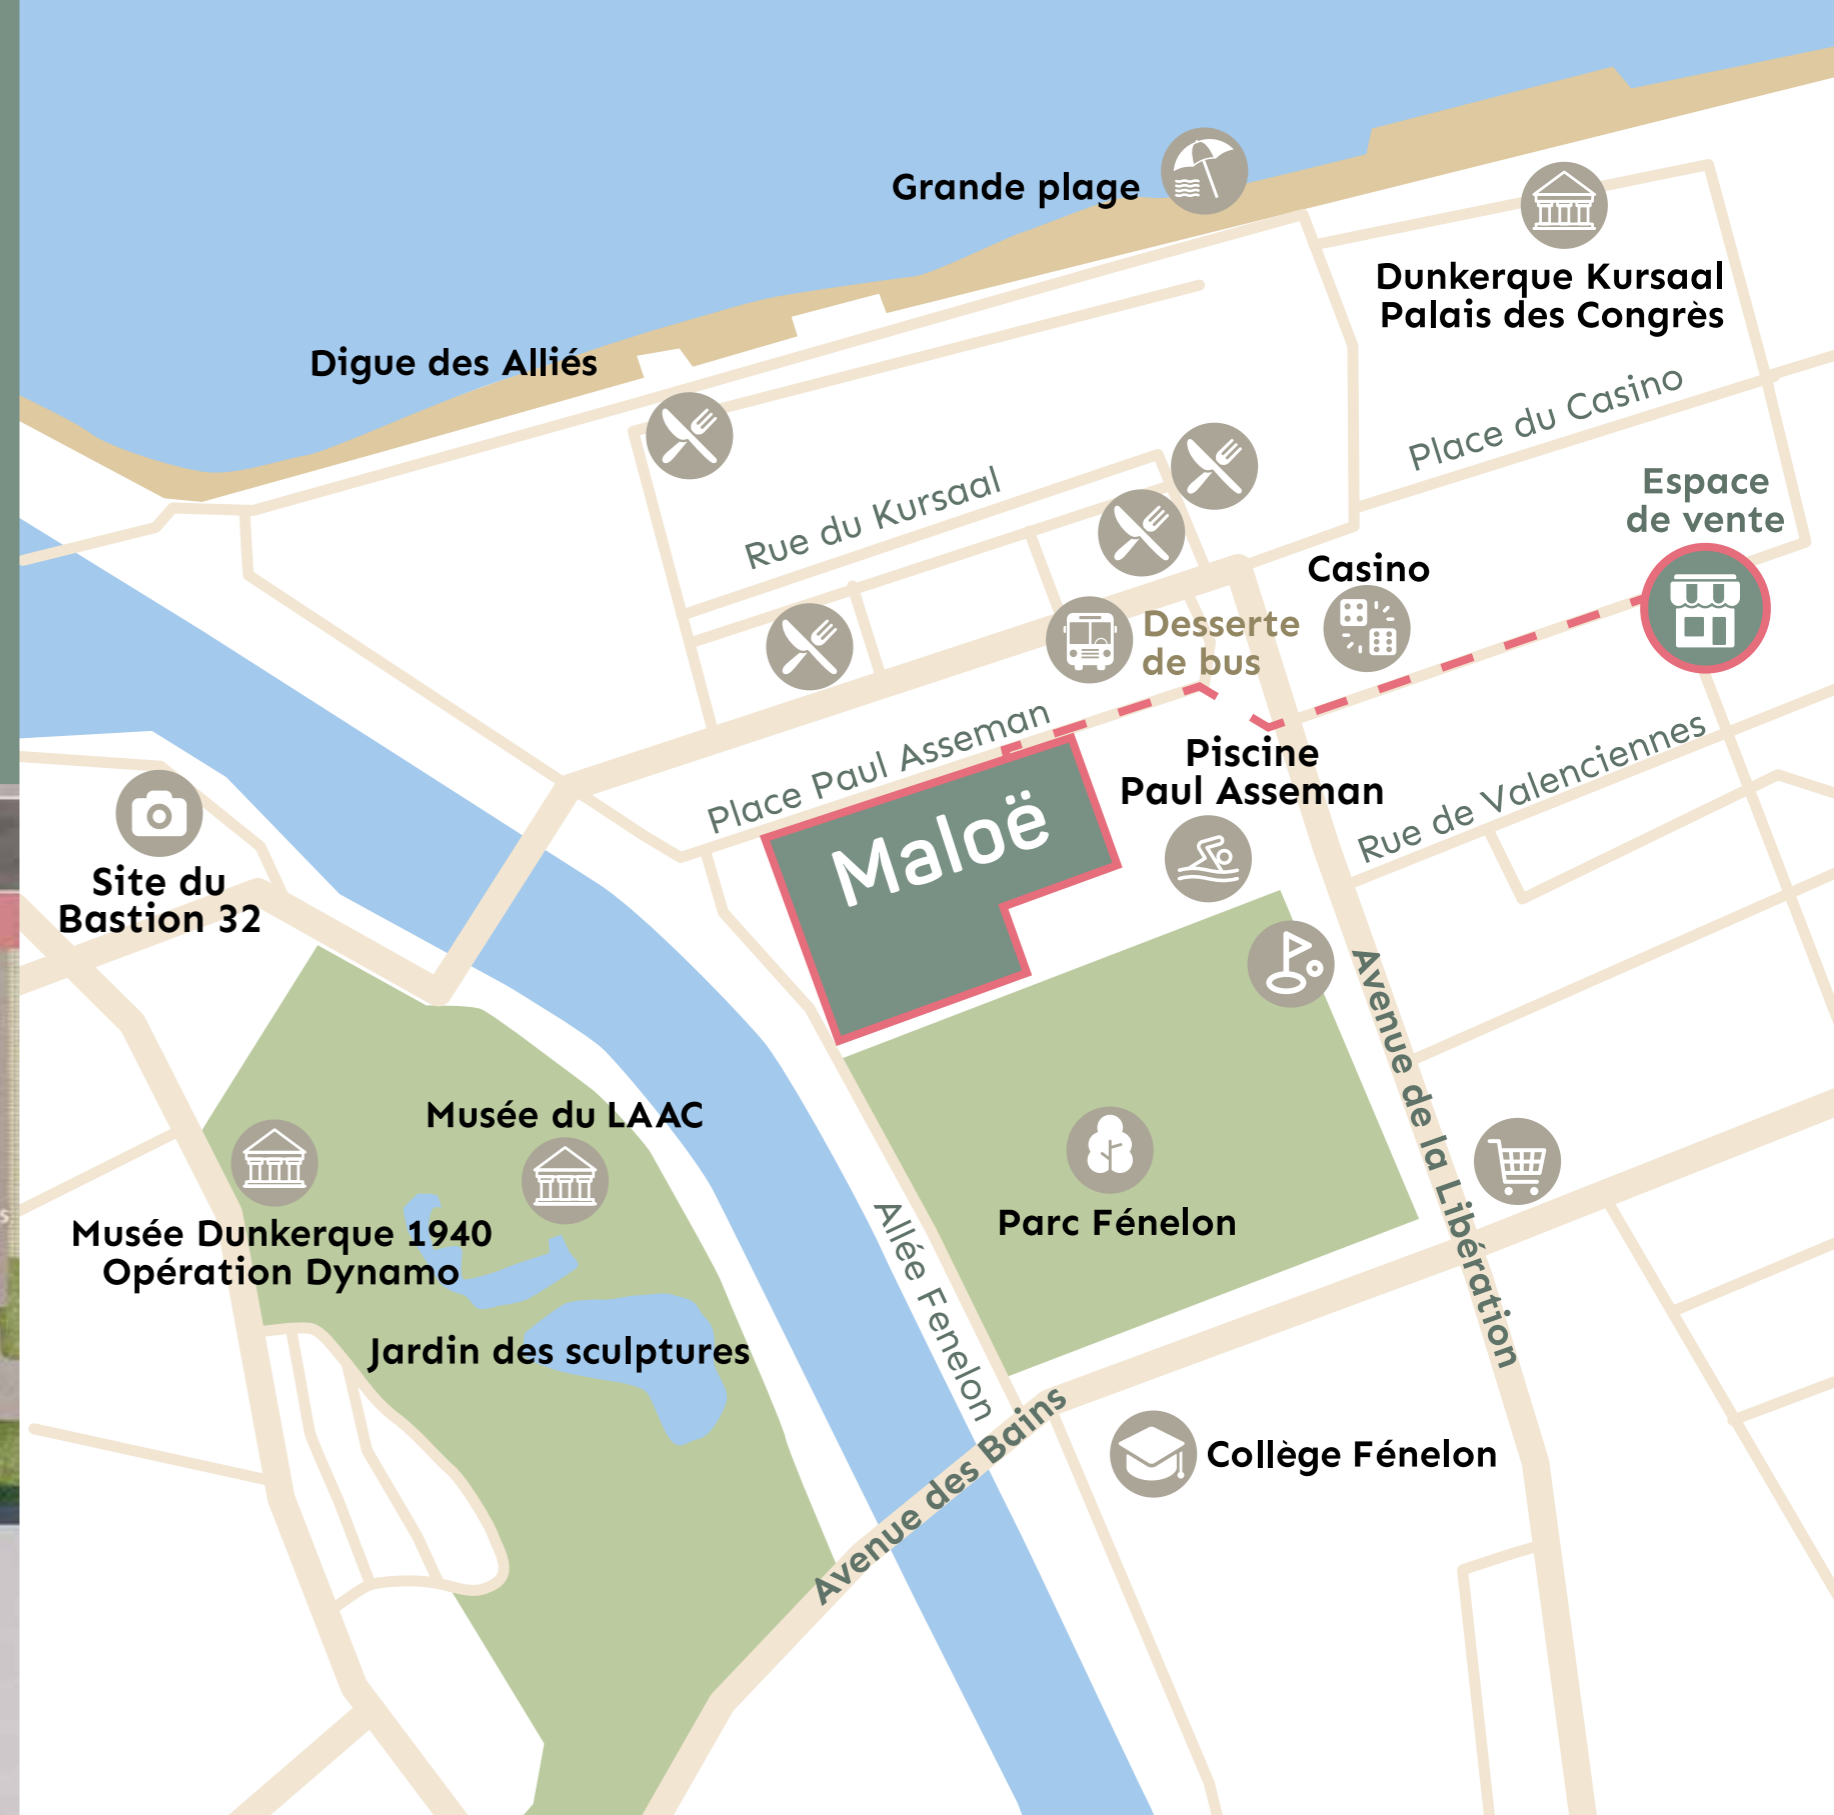 Grande plage
Dunkerque Kursaal
Palais des Congrès
Digue des Alliés
Place du Casino
Rue du Kursaal
Espace
de vente
Casino
Desserte
de bus
Place Paul Asseman
Piscine
Paul Asseman
Rue de Valenciennes
Maloë
Site du
Bastion 32
Avenue de la Libération
Musée du LAAC
Musée Dunkerque 1940
Opération Dynamo
Parc Fénelon
Allée Fenelon
Jardin des sculptures
Avenue des Bains
Collège Fénelon